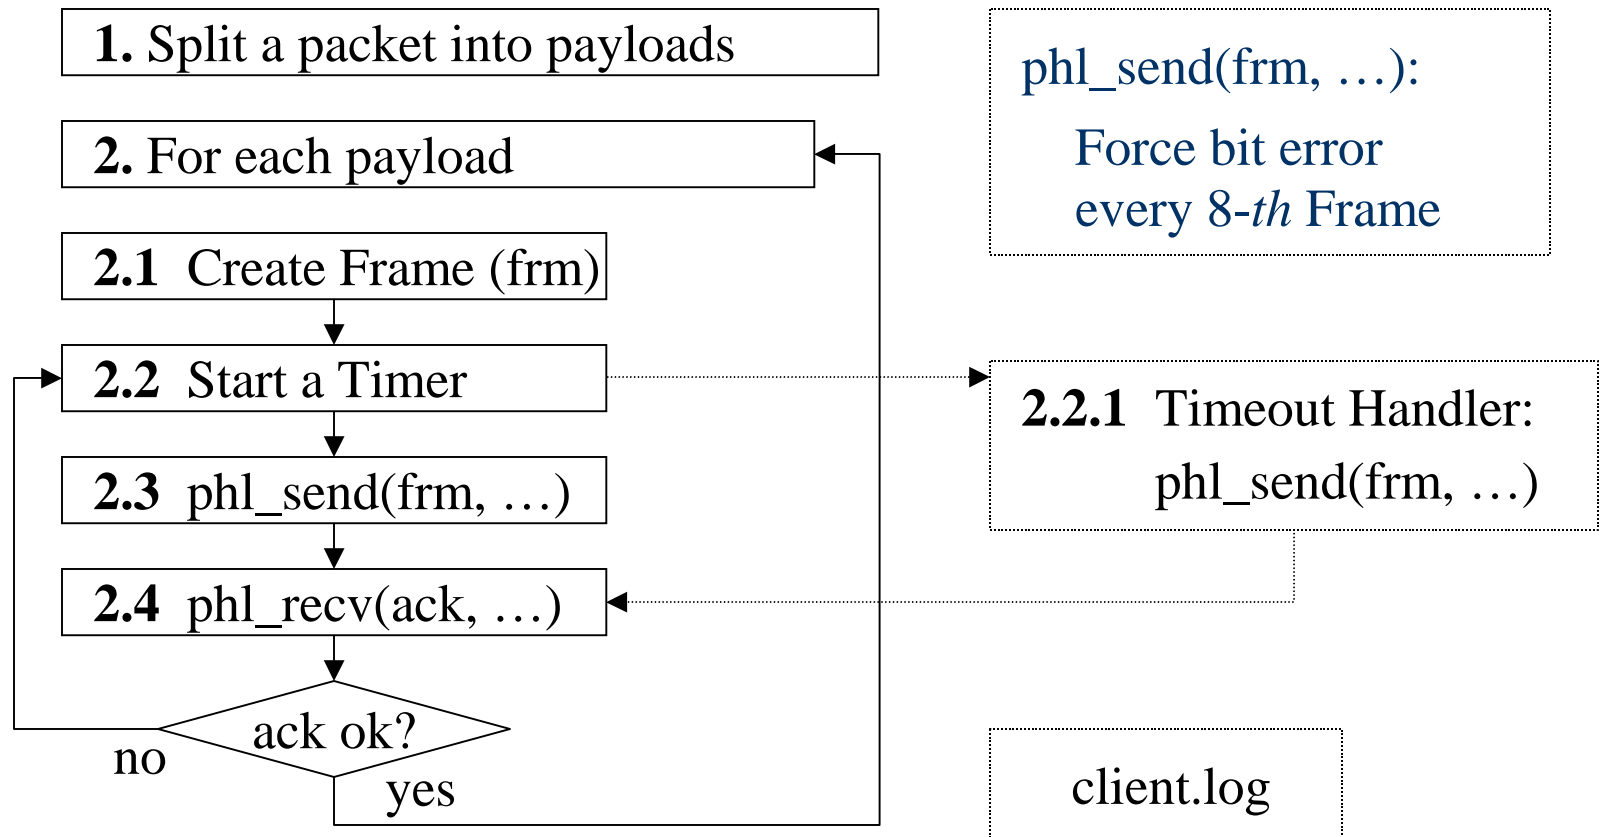 1. Split a packet into payloads
2. For each payload
2.1 Create Frame (frm)
2.2 Start a Timer
2.3 phl_send(frm, …)
2.4 phl_recv(ack, …)
ack ok?
no
yes
phl_send(frm, …):
Force bit error
every 8-th Frame
2.2.1 Timeout Handler:
phl_send(frm, …)
client.log